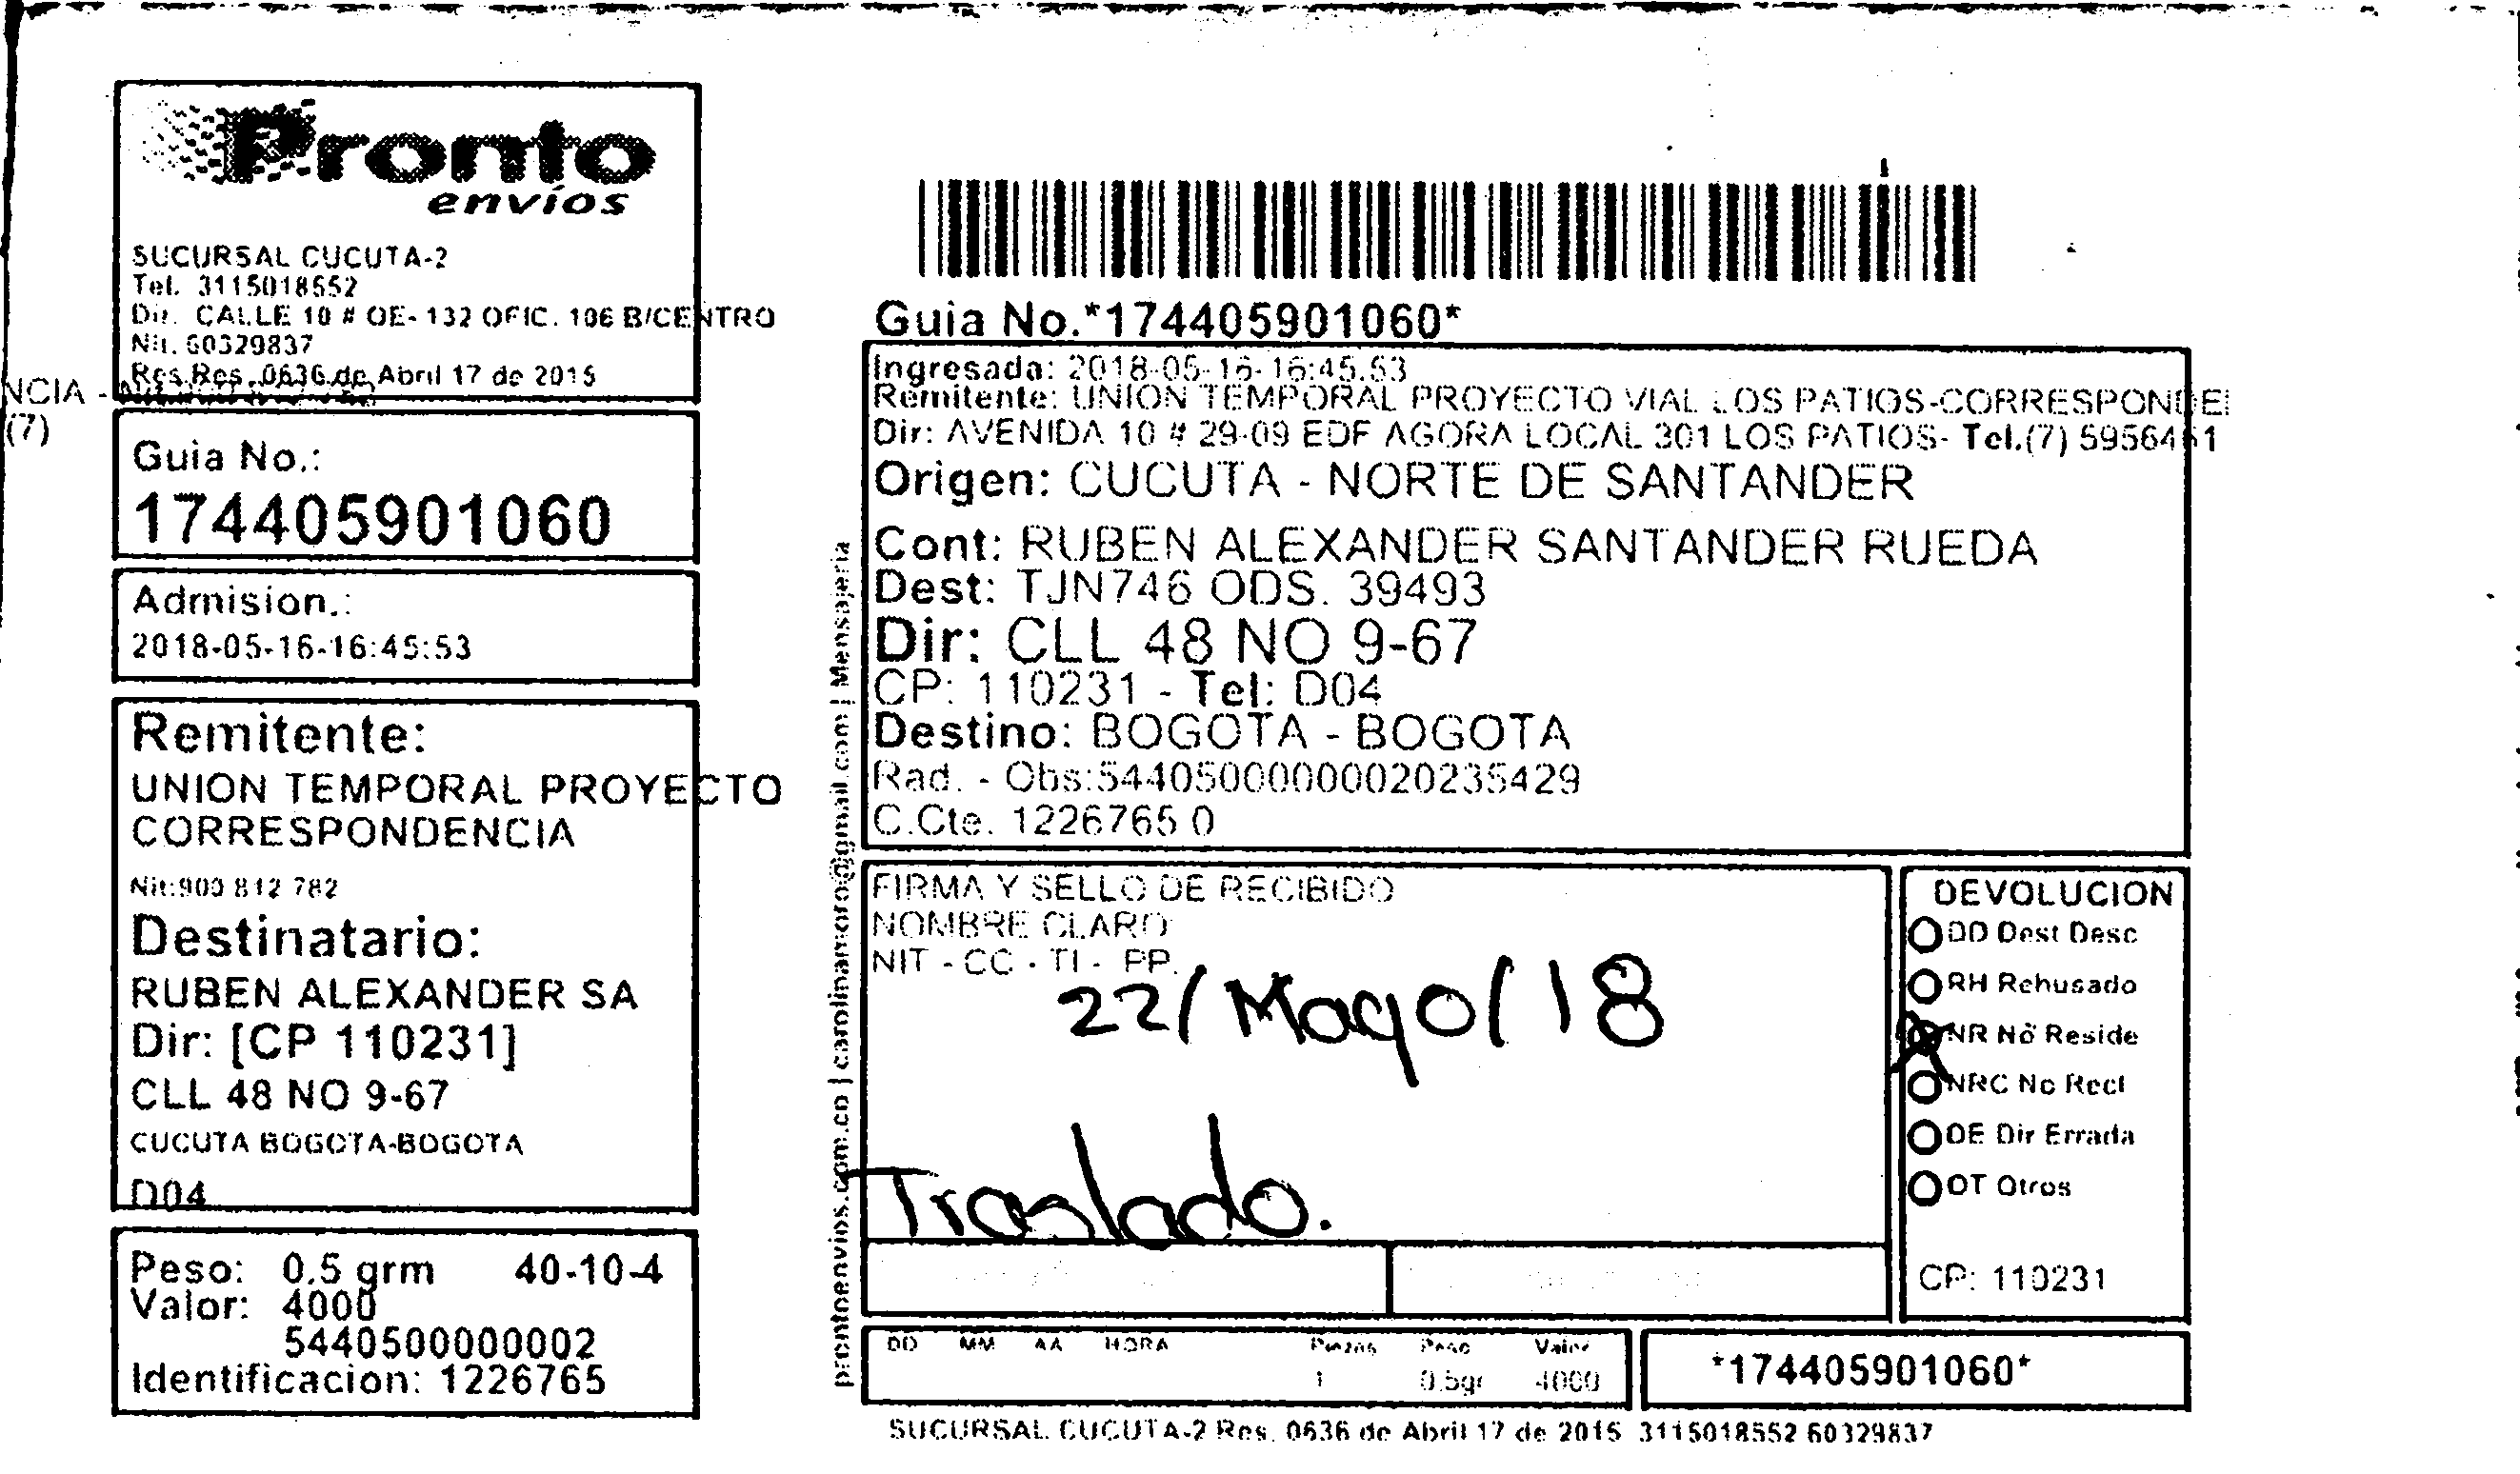 Pronto
envíos
SUCURSAL CUCUTA-2
Tel. 3115018552
Dir. CALLE 10 # OE- 132 OFIC. 106 B/CENTRO
Nit. 60329837
Res Res. 0636 de Abril 17 de 2015
NCIA -
(7)
Guia No.:
174405901060
Admision.:
2018-05-16-16:45:53
Remitente:
UNION TEMPORAL PROYECTO
CORRESPONDENCIA
Nit:900 812 782
Destinatario:
RUBEN ALEXANDER SA
Dir: [CP 110231]
CLL 48 NO 9-67
CUCUTA BOGOTA-BOGOTA
D04
Peso: 0.5 grm 40-10-4
Valor: 4000
5440500000002
Identificacion: 1226765
prontoenvios.com.co | carolinamoro@gmail.com | Mensajeria
Guia No.*174405901060*
Ingresada: 2018-05-16-16:45:53
Remitente: UNION TEMPORAL PROYECTO VIAL LOS PATIOS-CORRESPONDE
Dir: AVENIDA 10 # 29-09 EDF AGORA LOCAL 301 LOS PATIOS- Tel.(7) 5956461
Origen: CUCUTA - NORTE DE SANTANDER
Cont: RUBEN ALEXANDER SANTANDER RUEDA
Dest: TJN746 ODS. 39493
Dir: CLL 48 NO 9-67
CP: 110231 - Tel: D04
Destino: BOGOTA - BOGOTA
Rad. - Obs:544050000000020235429
C.Cte. 1226765 0
FIRMA Y SELLO DE RECIBIDO
NOMBRE CLARO
NIT - CC - TI - PP.
22/ Mayo/ 18
Traslado.
DEVOLUCION
DD Dest Desc
RH Rehusado
NR No Reside
NRC No Recl
DE Dir Errada
OT Otros
CP: 110231
DD MM AA HORA Piezas Peso Valor
1 0.5gr 4000
*174405901060*
SUCURSAL CUCUTA-2 Res. 0636 de Abril 17 de 2015 3115018552 60329837